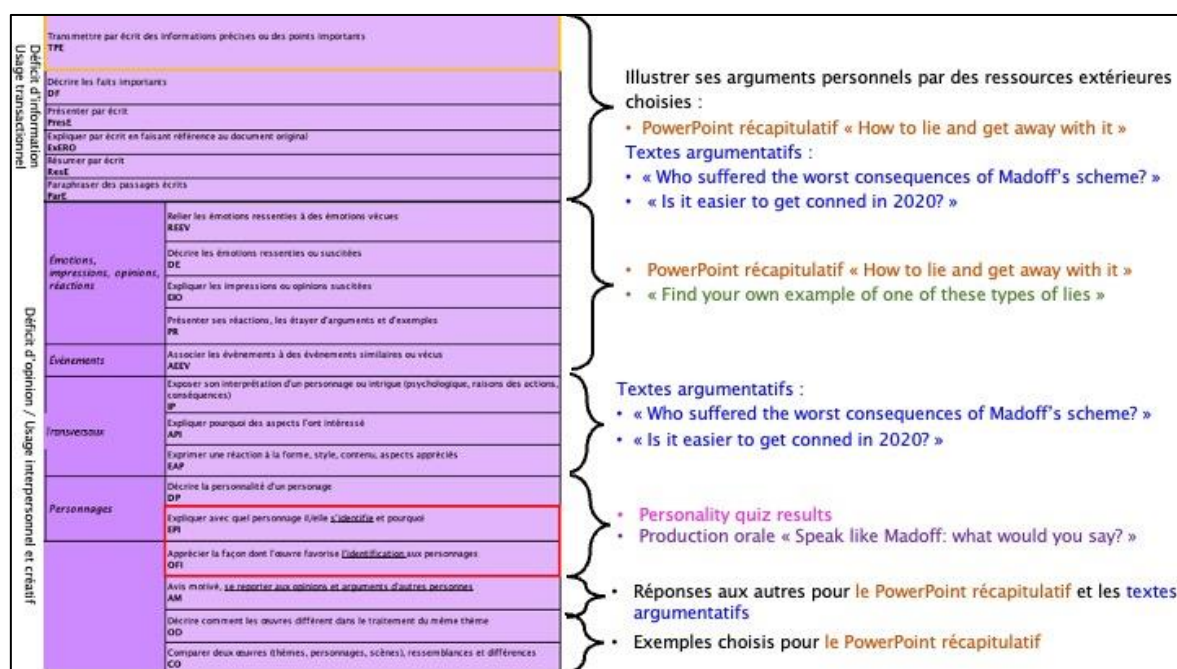 Déficit d'information
Usage transactionnel
Transmettre par écrit des informations précises ou des points importants
TPE
Décrire les faits importants
DF
Présenter par écrit
PresE
Expliquer par écrit en faisant référence au document original
ExERO
Résumer par écrit
ResE
Paraphraser des passages écrits
ParE
Déficit d'opinion / Usage interpersonnel et créatif
Émotions,
impressions, opinions,
réactions
Relier les émotions ressenties à des émotions vécues
REEV
Décrire les émotions ressenties ou suscitées
DE
Expliquer les impressions ou opinions suscitées
EIO
Présenter ses réactions, les étayer d'arguments et d'exemples
PR
Évènements
Associer les évènements à des évènements similaires ou vécus
AEEV
Transversaux
Exposer son interprétation d'un personnage ou intrigue (psychologique, raisons des actions,
conséquences)
IP
Expliquer pourquoi des aspects l'ont intéressé
API
Exprimer une réaction à la forme, style, contenu, aspects appréciés
EAP
Personnages
Décrire la personnalité d'un personage
DP
Expliquer avec quel personnage il/elle s'identifie et pourquoi
EPI
Apprécier la façon dont l'œuvre favorise l'identification aux personnages
OFI
Avis motivé, se reporter aux opinions et arguments d'autres personnes
AM
Décrire comment les œuvres diffèrent dans le traitement du même thème
OD
Comparer deux œuvres (thèmes, personnages, scènes), ressemblances et différences
CO
Illustrer ses arguments personnels par des ressources extérieures
choisies :
• PowerPoint récapitulatif « How to lie and get away with it »
Textes argumentatifs :
• « Who suffered the worst consequences of Madoff's scheme? »
• « Is it easier to get conned in 2020? »
• PowerPoint récapitulatif « How to lie and get away with it »
• « Find your own example of one of these types of lies »
Textes argumentatifs :
• « Who suffered the worst consequences of Madoff's scheme? »
• « Is it easier to get conned in 2020? »
• Personality quiz results
• Production orale « Speak like Madoff: what would you say? »
• Réponses aux autres pour le PowerPoint récapitulatif et les textes
argumentatifs
• Exemples choisis pour le PowerPoint récapitulatif